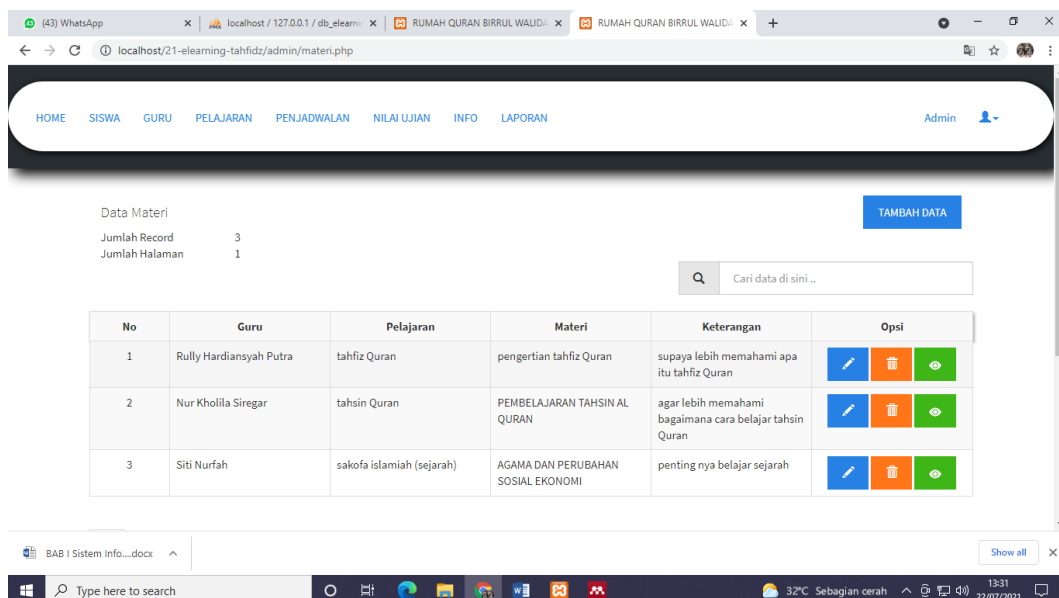 (43) WhatsApp
localhost / 127.0.0.1 / db_elearni
RUMAH QURAN BIRRUL WALIDA
RUMAH QURAN BIRRUL WALIDA
localhost/21-elearning-tahfidz/admin/materi.php
HOME SISWA GURU PELAJARAN PENJADWALAN NILAI UJIAN INFO LAPORAN Admin
Data Materi
TAMBAH DATA
Jumlah Record 3
Jumlah Halaman 1
Cari data di sini ..
No Guru Pelajaran Materi Keterangan Opsi
1 Rully Hardiansyah Putra tahfiz Quran pengertian tahfiz Quran supaya lebih memahami apa
itu tahfiz Quran
2 Nur Kholila Siregar tahsin Quran PEMBELAJARAN TAHSIN AL agar lebih memahami
QURAN bagaimana cara belajar tahsin
Quran
3 Siti Nurfah sakofa islamiah (sejarah) AGAMA DAN PERUBAHAN penting nya belajar sejarah
SOSIAL EKONOMI
BAB I Sistem Info....docx
Show all
Type here to search
32°C Sebagian cerah
13:31
22/07/2021